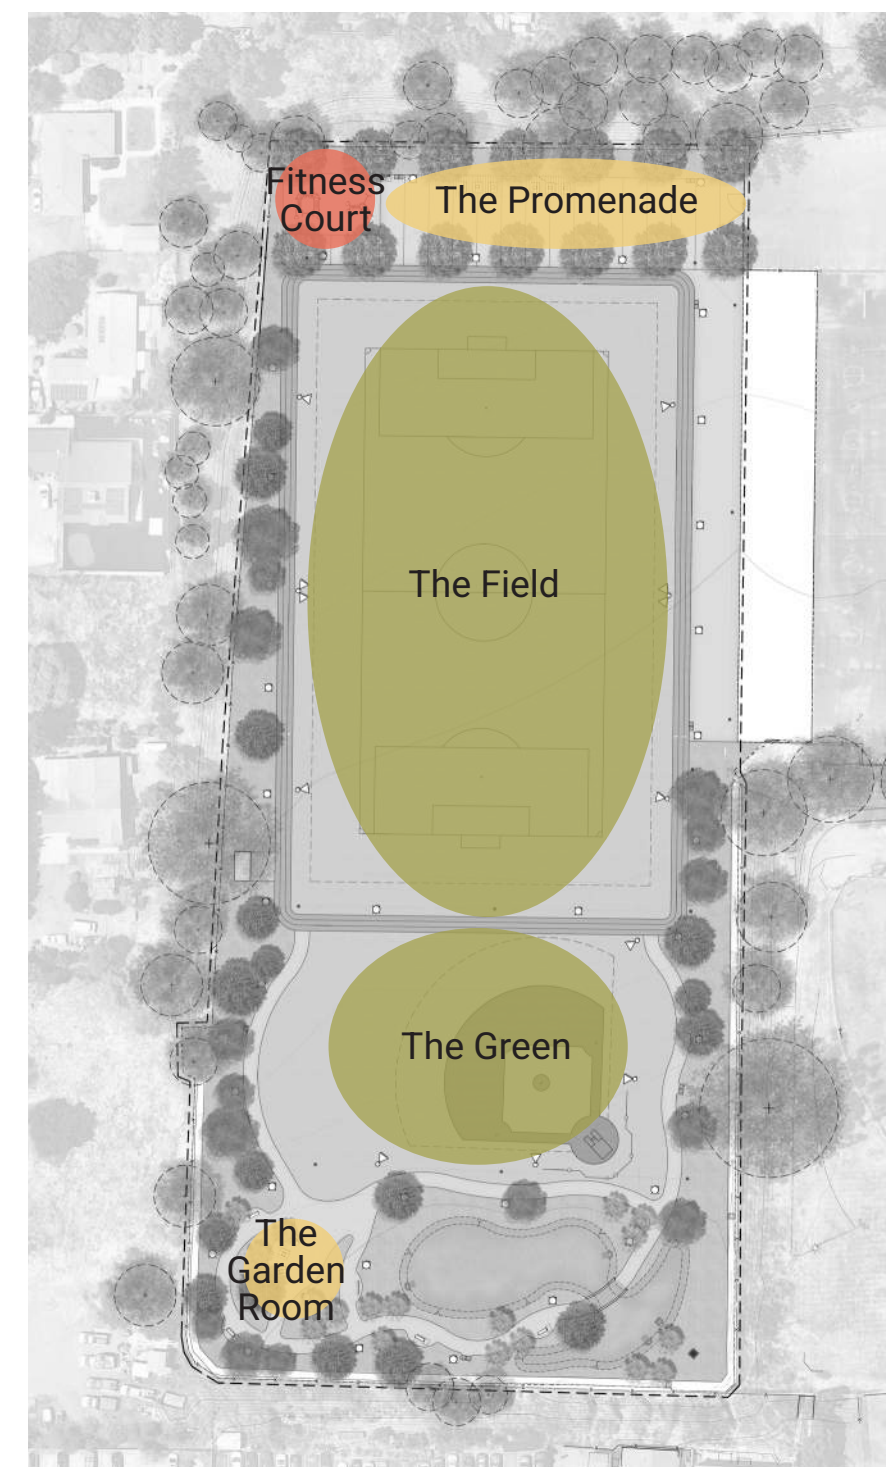 Fitness
Court
The Promenade
The Field
The Green
The
Garden
Room